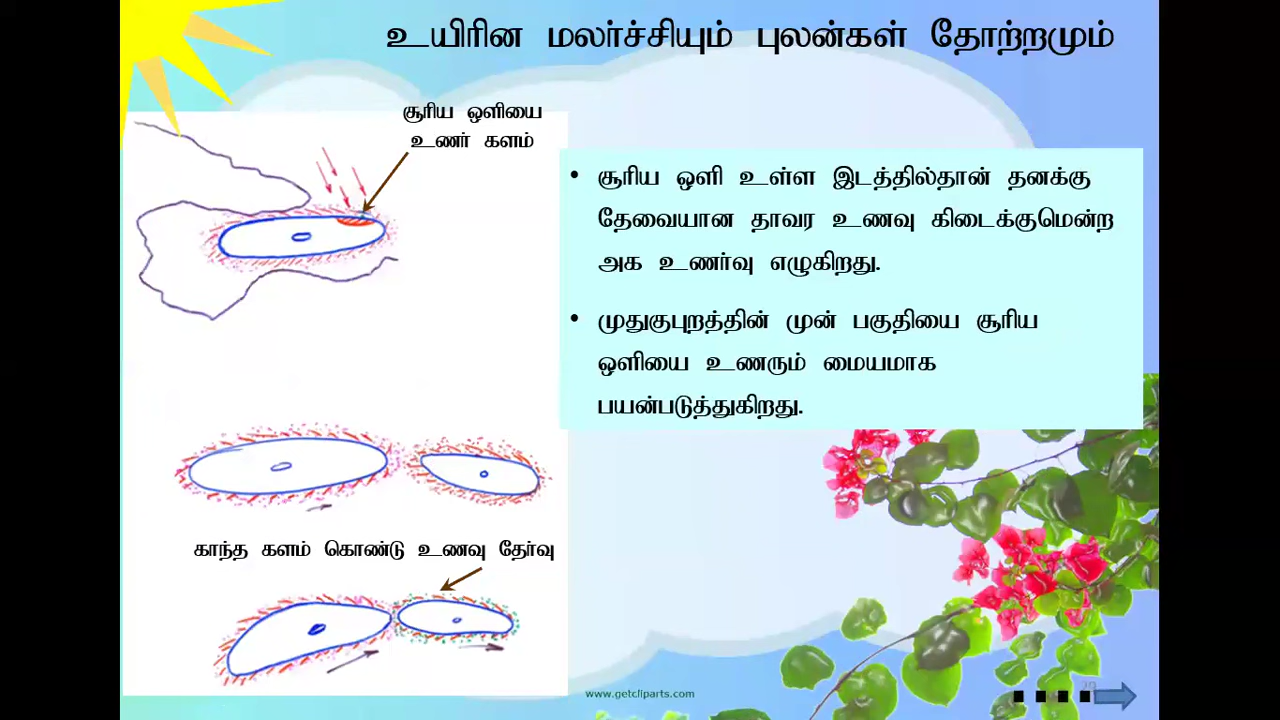 உயிரின மலர்ச்சியும் புலன்கள் தோற்றமும்
சூரிய ஒளியை
உணர் களம்
• சூரிய ஒளி உள்ள இடத்தில்தான் தனக்கு
தேவையான தாவர உணவு கிடைக்குமென்ற
அக உணர்வு எழுகிறது.
• முதுகுபுறத்தின் முன் பகுதியை சூரிய
ஒளியை உணரும் மையமாக
பயன்படுத்துகிறது.
காந்த களம் கொண்டு உணவு தேர்வு
www.getcliparts.com